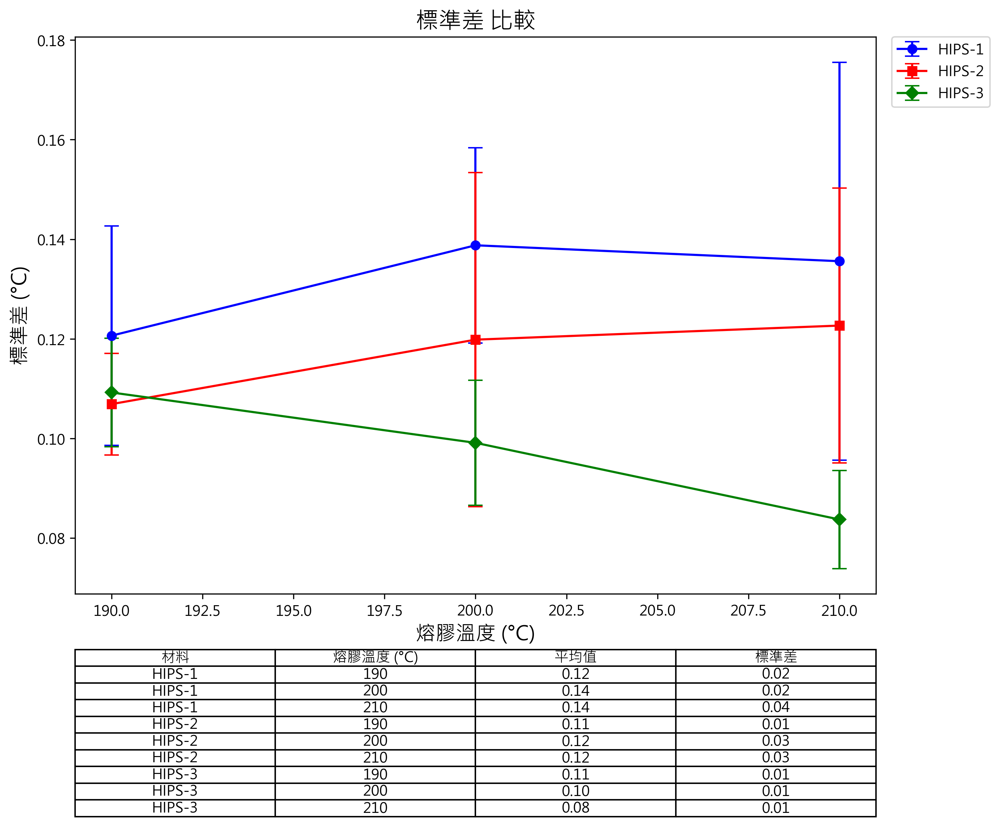 標準差 比較
0.18
0.16
0.14
0.12
0.10
0.08
標準差 (°C)
HIPS-1
HIPS-2
HIPS-3
190.0 192.5 195.0 197.5 200.0 202.5 205.0 207.5 210.0
熔膠溫度 (°C)
材料 熔膠溫度 (°C) 平均值 標準差
HIPS-1 190 0.12 0.02
HIPS-1 200 0.14 0.02
HIPS-1 210 0.14 0.04
HIPS-2 190 0.11 0.01
HIPS-2 200 0.12 0.03
HIPS-2 210 0.12 0.03
HIPS-3 190 0.11 0.01
HIPS-3 200 0.10 0.01
HIPS-3 210 0.08 0.01